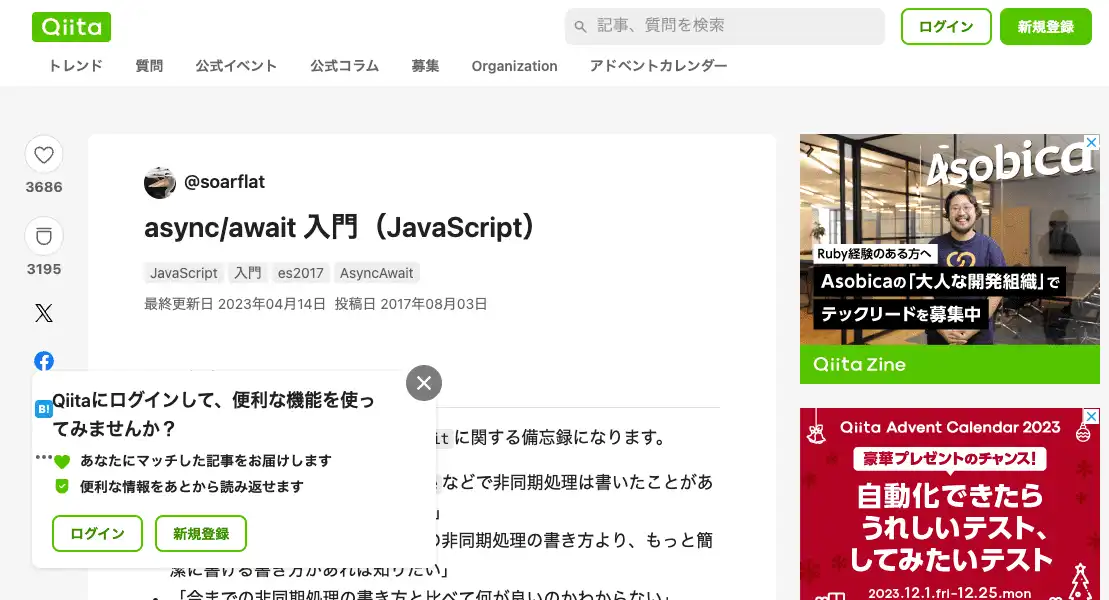 Qiita
記事、質問を検索
ログイン
新規登録
トレンド
質問
公式イベント
公式コラム
募集
Organization
アドベントカレンダー
3686
3195
@soarflat
async/await 入門（JavaScript）
JavaScript
入門
es2017
AsyncAwait
最終更新日 2023年04月14日 投稿日 2017年08月03日
itに関する備忘録になります。
などで非同期処理は書いたことがあ
」
の非同期処理の書き方より、もっと簡
潔に書ける書き方があれば知りたい」
「今までの非同期処理の書き方と比べて何が良いのかわからない」
B!
Qiitaにログインして、便利な機能を使っ
てみませんか？
あなたにマッチした記事をお届けします
便利な情報をあとから読み返せます
ログイン
新規登録
Asobica
Ruby経験のある方へ
Asobicaの「大人な開発組織」で
テックリードを募集中
Qiita Zine
Qiita Advent Calendar 2023
豪華プレゼントのチャンス！
自動化できたら
うれしいテスト、
してみたいテスト
2023.12.1.fri-12.25.mon